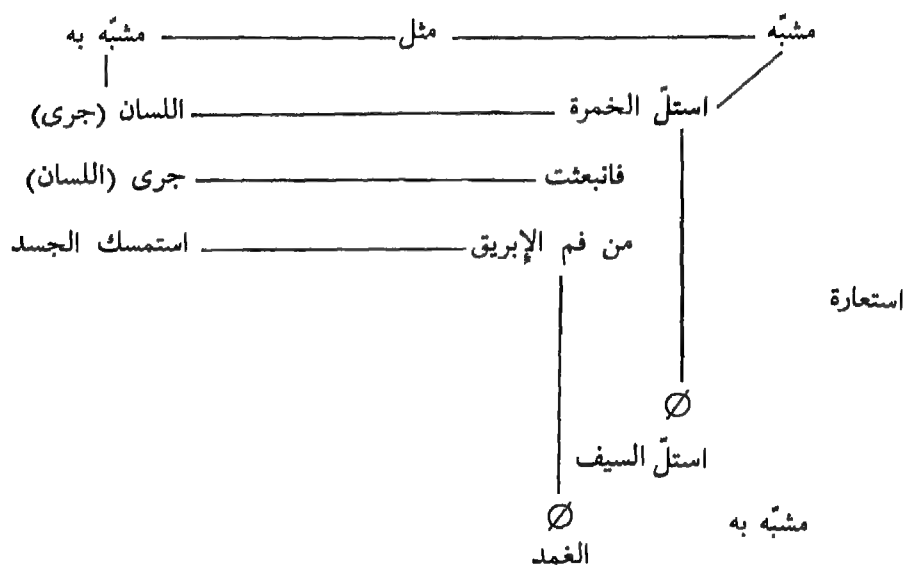 مشبّه مثل مشبّه به
استلّ الخمرة اللسان (جرى)
فانبعثت جرى (اللسان)
من فم الإبريق استمسك الجسد
استعارة
∅
استلّ السيف
∅ مشبّه به
الغمد